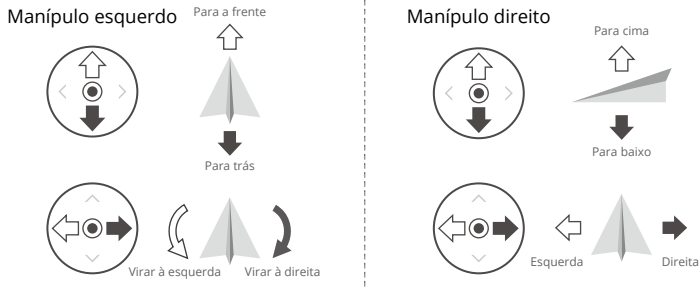 Manípulo esquerdo
Para a frente
Para trás
Virar à esquerda
Virar à direita
Manípulo direito
Para cima
Para baixo
Esquerda
Direita